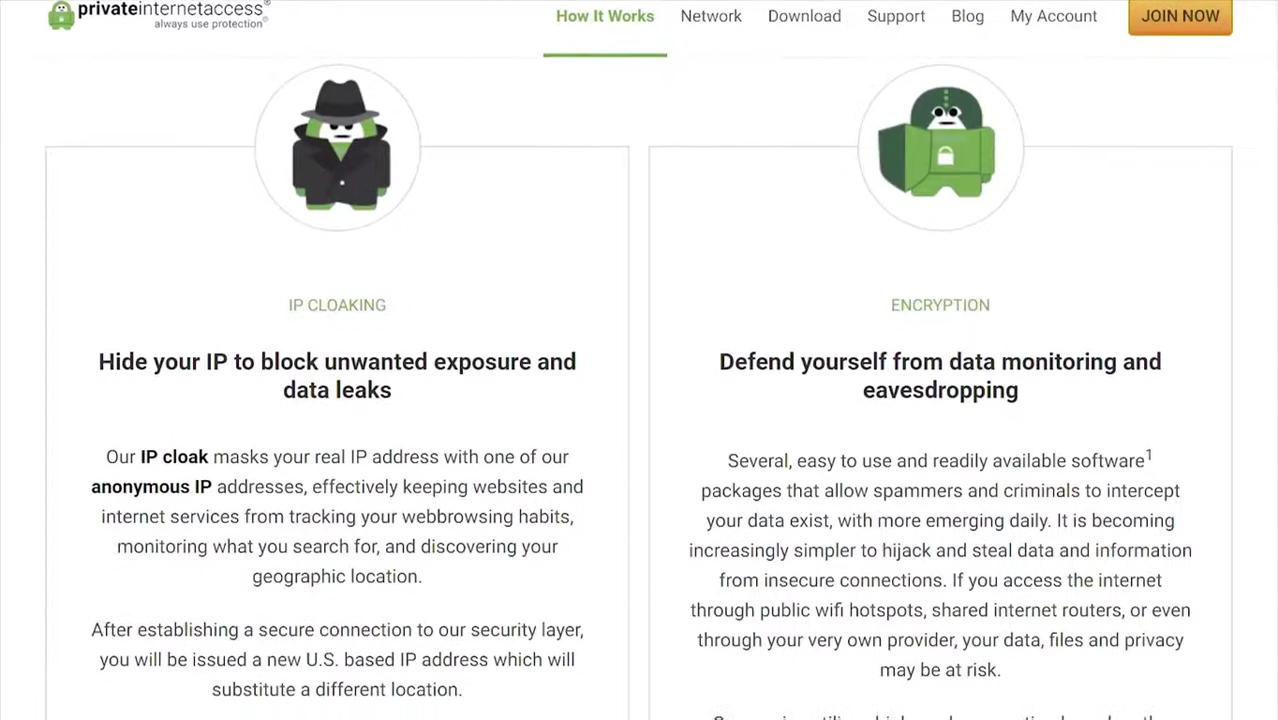 privateinternetaccess®
always use protection®
How It Works
Network
Download
Support
Blog
My Account
JOIN NOW
IP CLOAKING
Hide your IP to block unwanted exposure and
data leaks
Our IP cloak masks your real IP address with one of our
anonymous IP addresses, effectively keeping websites and
internet services from tracking your webbrowsing habits,
monitoring what you search for, and discovering your
geographic location.
After establishing a secure connection to our security layer,
you will be issued a new U.S. based IP address which will
substitute a different location.
ENCRYPTION
Defend yourself from data monitoring and
eavesdropping
Several, easy to use and readily available software1
packages that allow spammers and criminals to intercept
your data exist, with more emerging daily. It is becoming
increasingly simpler to hijack and steal data and information
from insecure connections. If you access the internet
through public wifi hotspots, shared internet routers, or even
through your very own provider, your data, files and privacy
may be at risk.